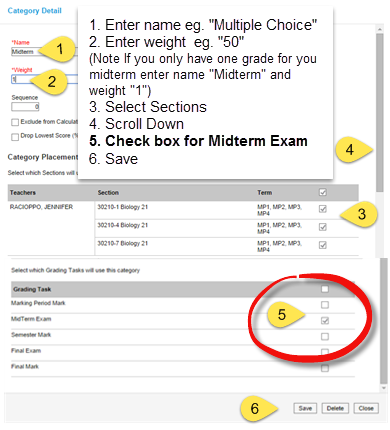 Category Detail
1. Enter name eg. "Multiple Choice"
2. Enter weight eg. "50"
(Note If you only have one grade for you
midterm enter name "Midterm" and
weight "1")
3. Select Sections
4. Scroll Down
5. Check box for Midterm Exam
6. Save
*Name
Midterm
1
*Weight
1
2
Sequence
0
Exclude from Calculat
Drop Lowest Score (%
4
Category Placement
Select which Sections will use
Teachers Section Term
RACIOPPO, JENNIFER 30210-1 Biology 21 MP1, MP2, MP3,
MP4
3
30210-4 Biology 21 MP1, MP2, MP3,
MP4
30210-7 Biology 21 MP1, MP2, MP3,
MP4
Select which Grading Tasks will use this category
Grading Task
Marking Period Mark
MidTerm Exam
5
Semester Mark
Final Exam
Final Mark
6
Save Delete Close